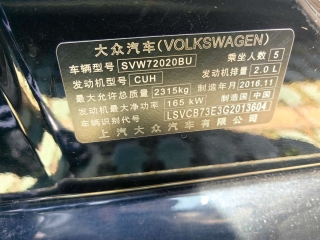 大众汽车(VOLKSWAGEN)
车辆型号 SVW72020BU 乘坐人数 5
发动机型号 CUH 发动机排量 2.0 L
最大允许总质量 2315kg 制造年月 2016.11
发动机最大净功率 165 kW 制造国 中国
车辆识别代号 LSVCB73E3G2013604
上汽大众汽车有限公司